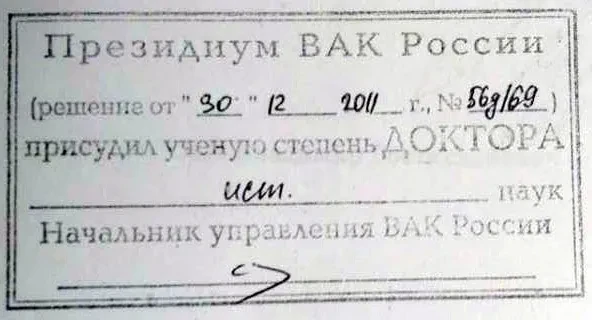 Президиум ВАК России
(решение от "30" 12 2011 г., № 56д/69)
присудил ученую степень ДОКТОРА
ист. наук
Начальник управления ВАК России